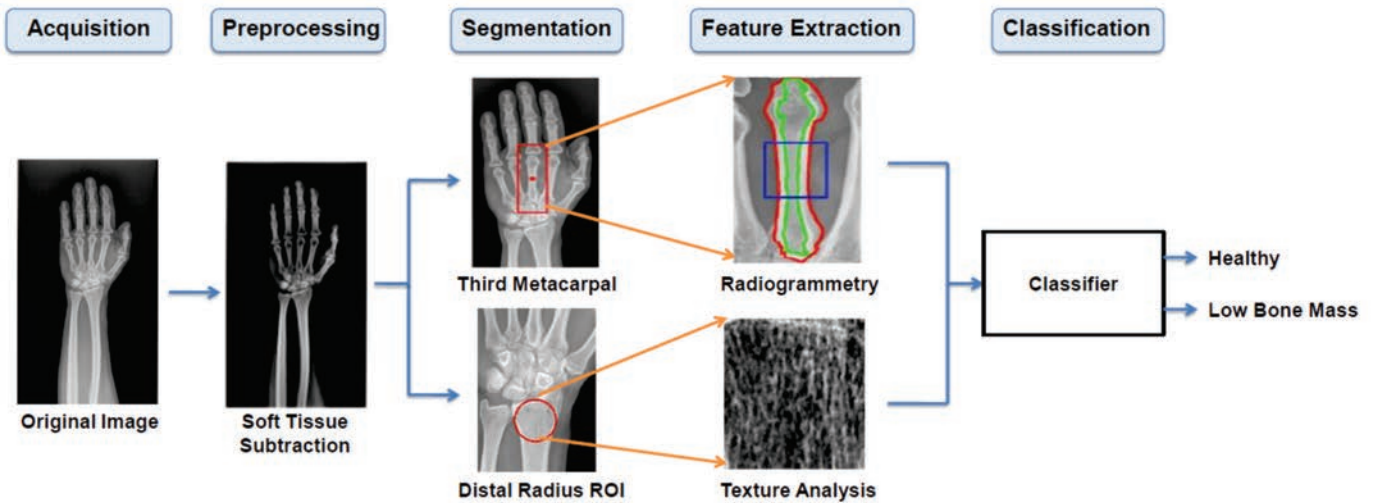 Acquisition
Preprocessing
Segmentation
Feature Extraction
Classification
Original Image
Soft Tissue
Subtraction
Third Metacarpal
Distal Radius ROI
Radiogrammetry
Texture Analysis
Classifier
Healthy
Low Bone Mass